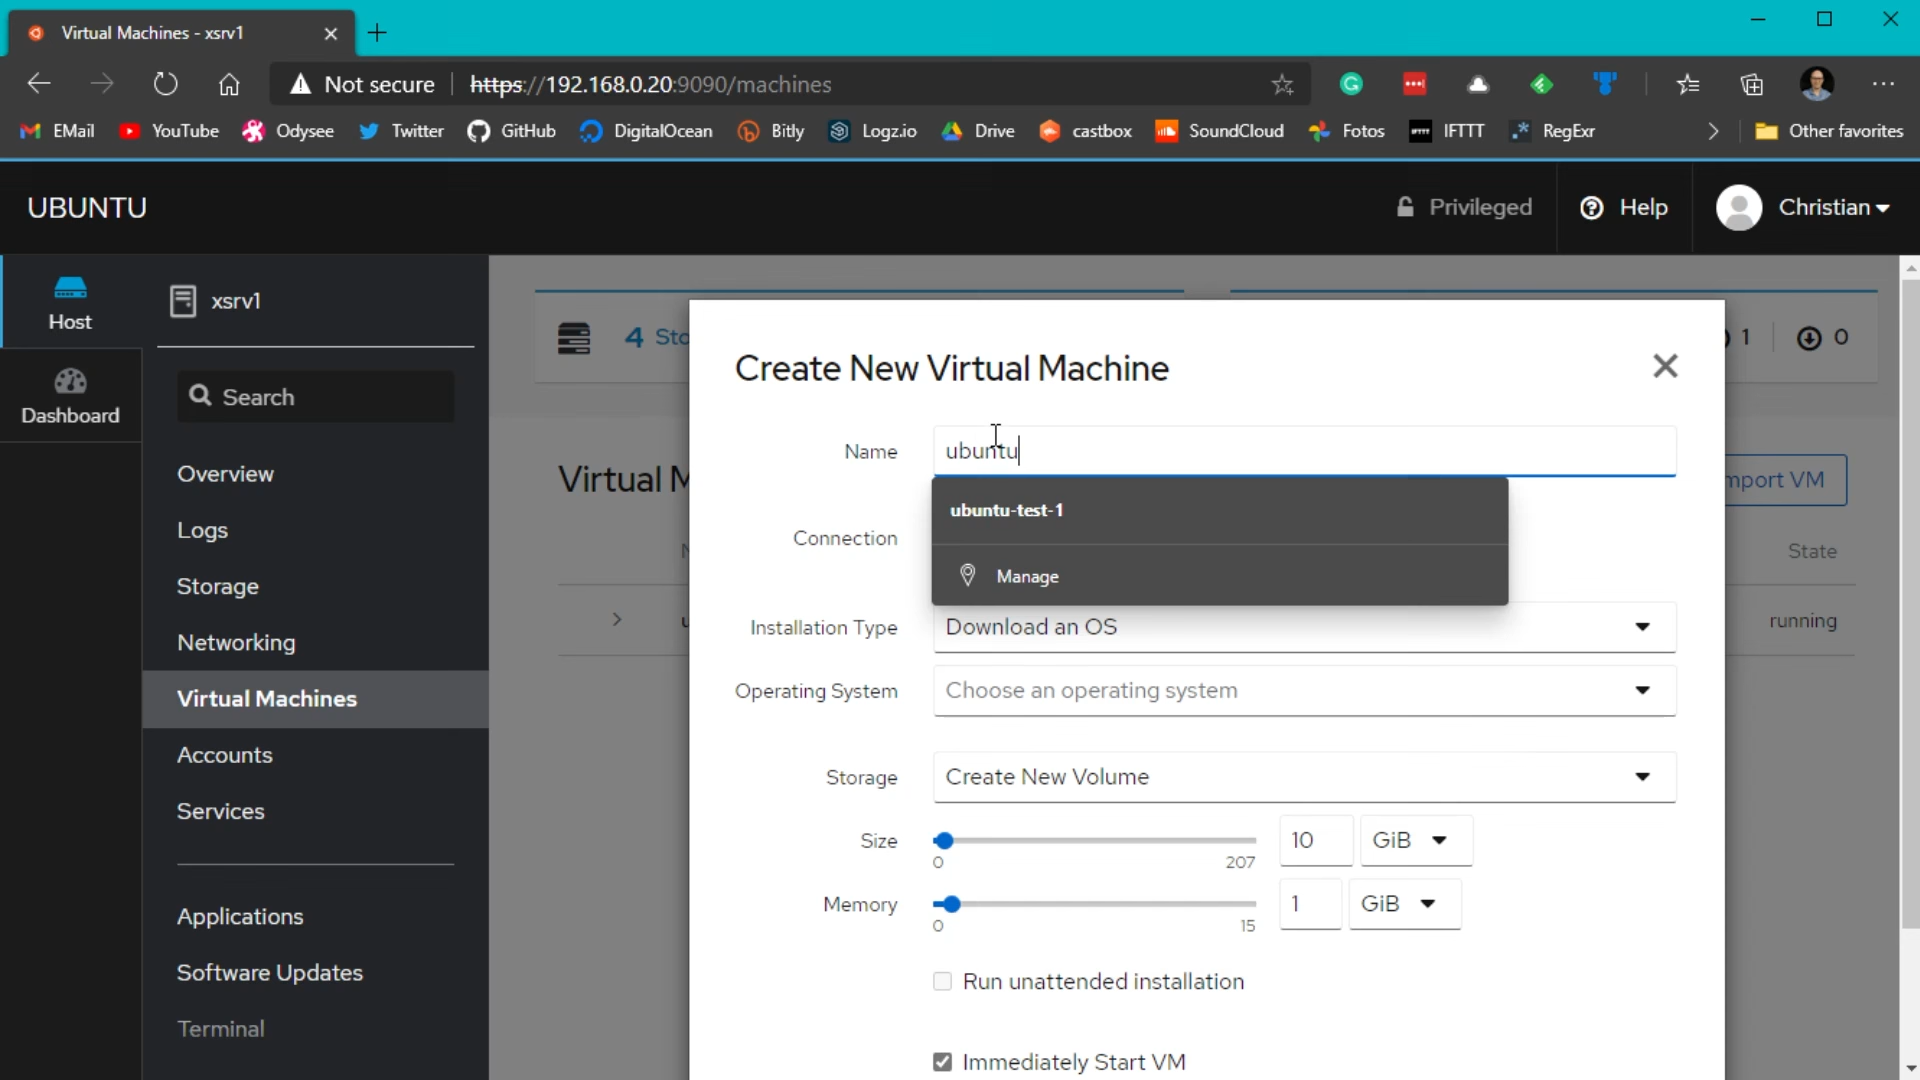 Virtual Machines - xsrv1
Not secure https://192.168.0.20:9090/machines
EMail YouTube Odysee Twitter GitHub DigitalOcean Bitly Logz.io Drive castbox SoundCloud Fotos IFTTT RegExr Other favorites
UBUNTU Privileged Help Christian
Host
Dashboard
xsrv1
Search
Overview
Logs
Storage
Networking
Virtual Machines
Accounts
Services
Applications
Software Updates
Terminal
4 Sto 1 0
Virtual M mport VM
State
running
Create New Virtual Machine
Name ubuntu
ubuntu-test-1
Manage
Connection
Installation Type Download an OS
Operating System Choose an operating system
Storage Create New Volume
Size 10 GiB
0 207
Memory 1 GiB
0 15
Run unattended installation
Immediately Start VM